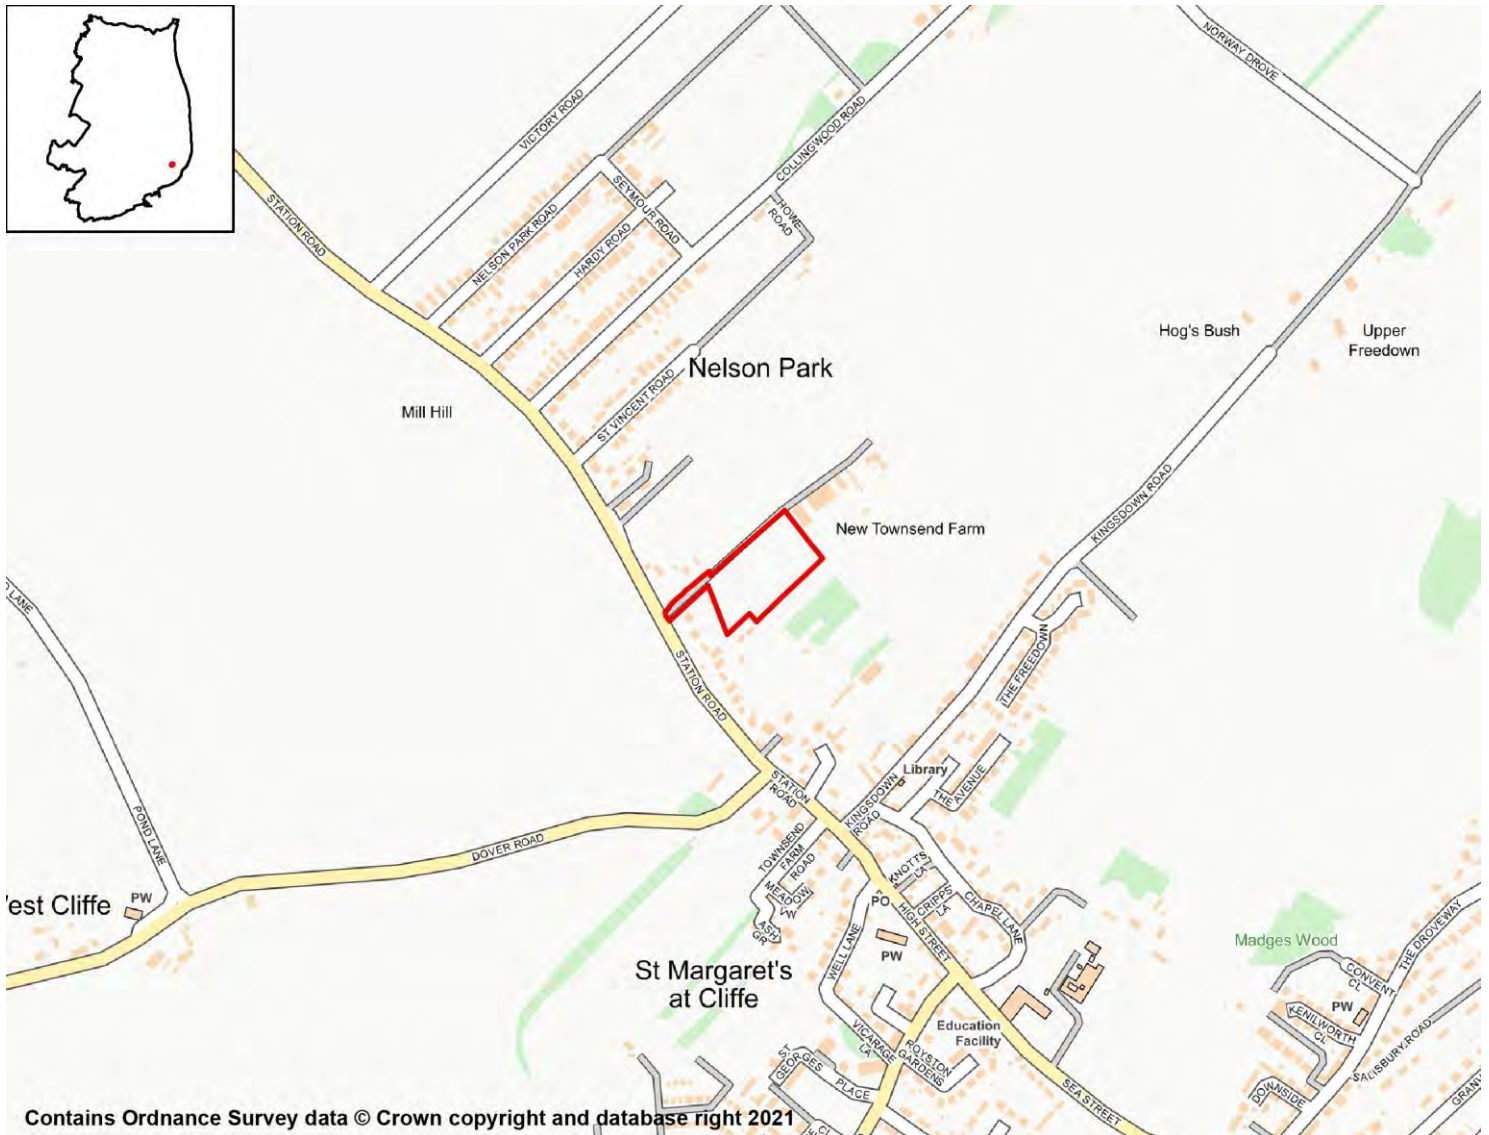 NORWAY DROVE
VICTORY ROAD
COLLINGWOOD ROAD
STATION ROAD
SEYMOUR ROAD
HOWE
ROAD
NELSON PARK ROAD
HARDY ROAD
Hog's Bush
Upper
Freedown
Nelson Park
Mill Hill
ST VINCENT ROAD
KINGSDOWN ROAD
New Townsend Farm
LANE
STATION ROAD
THE FREEDOWN
Library
THE AVENUE
STATION
ROAD
KINGSDOWN
ROAD
POND LANE
DOVER ROAD
TOWNSEND
FARM
ROAD
MEADOW
VW
ASH
GR
KNOTTS
LA
CRIPPS
LA
PO
HIGH STREET
CHAPEL LANE
est Cliffe
PW
WELL LANE
PW
Madges Wood
THE DROVEWAY
St Margaret's
at Cliffe
CONVENT
CL
PW
KENILWORTH
CL
Education
Facility
VICARAGE
LA
ROYSTON
GARDENS
SALISBURY ROAD
ST
GEORGES
PLACE
SEA STREET
DOWNSIDE
GRAN
E CL
Contains Ordnance Survey data © Crown copyright and database right 2021